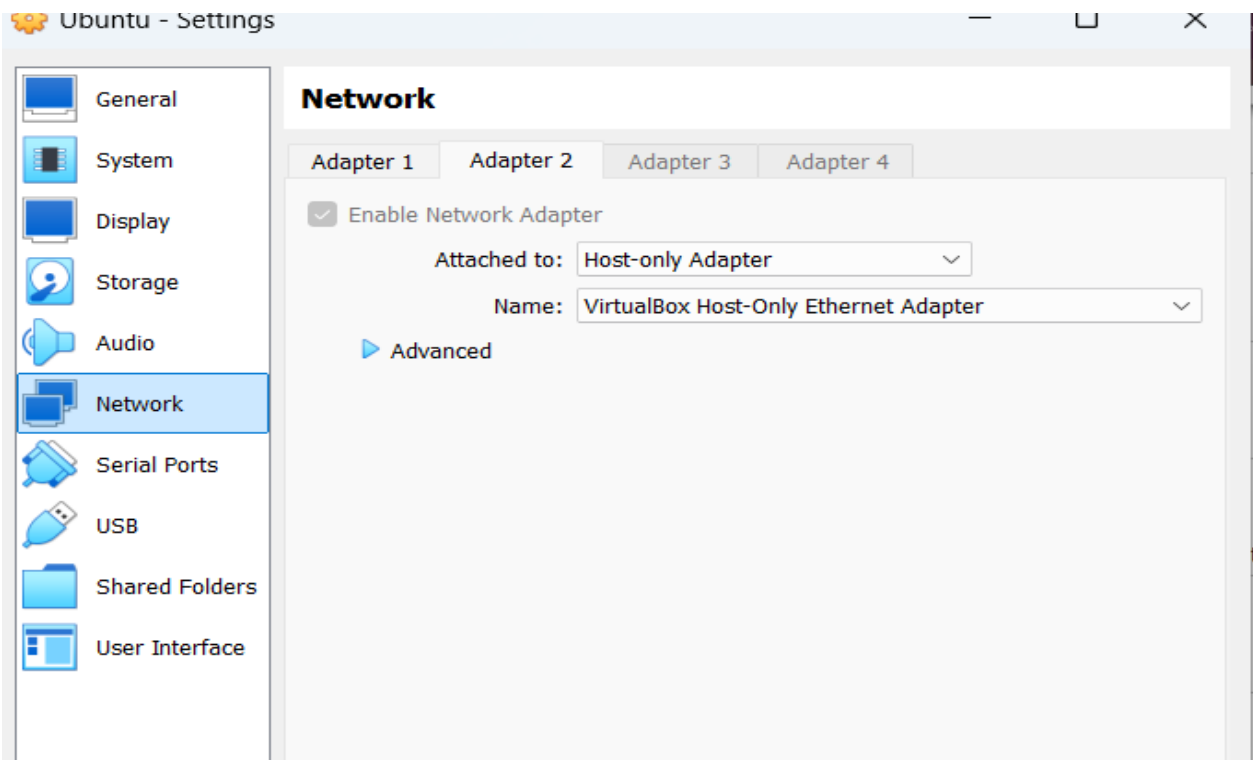 Ubuntu - Settings
General
System
Display
Storage
Audio
Network
Serial Ports
USB
Shared Folders
User Interface
Network
Adapter 1 Adapter 2 Adapter 3 Adapter 4
Enable Network Adapter
Attached to: Host-only Adapter
Name: VirtualBox Host-Only Ethernet Adapter
Advanced